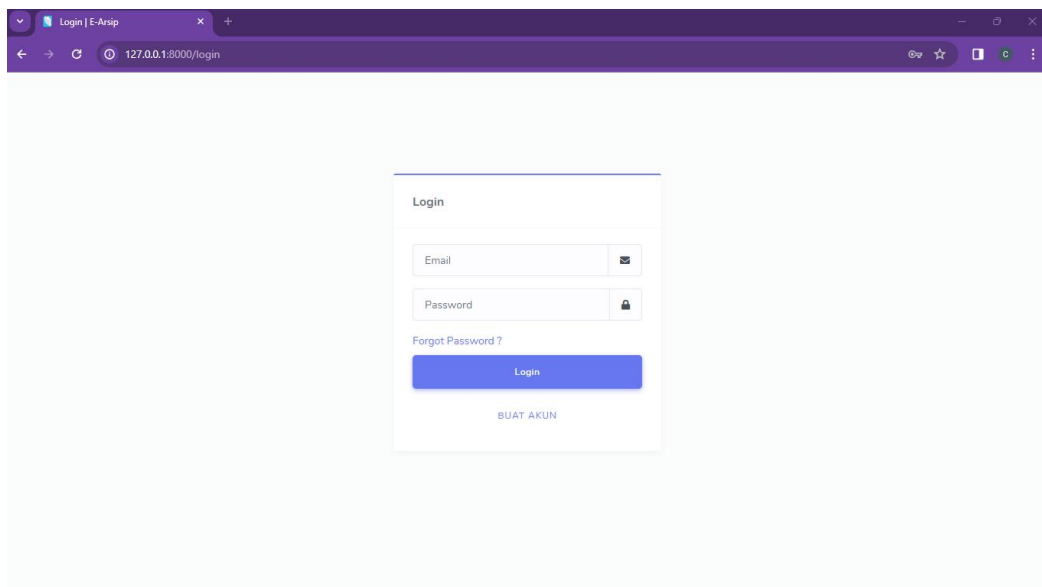 Login | E-Arsip
127.0.0.1:8000/login
C
Login
Email
Password
Forgot Password ?
Login
BUAT AKUN